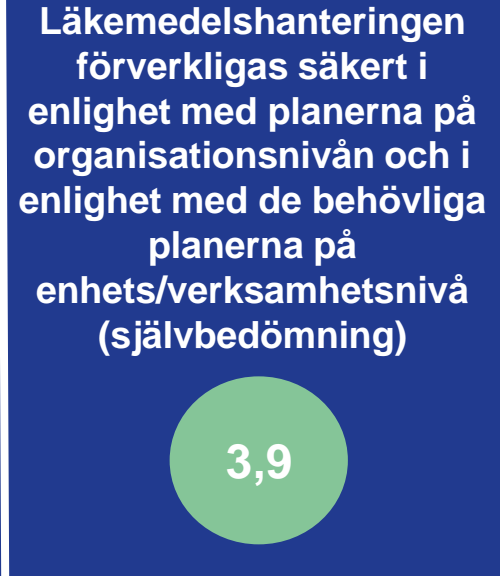 Läkemedelshanteringen
förverkligas säkert i
enlighet med planerna på
organisationsnivån och i
enlighet med de behövliga
planerna på
enhets/verksamhetsnivå
(självbedömning)
3,9